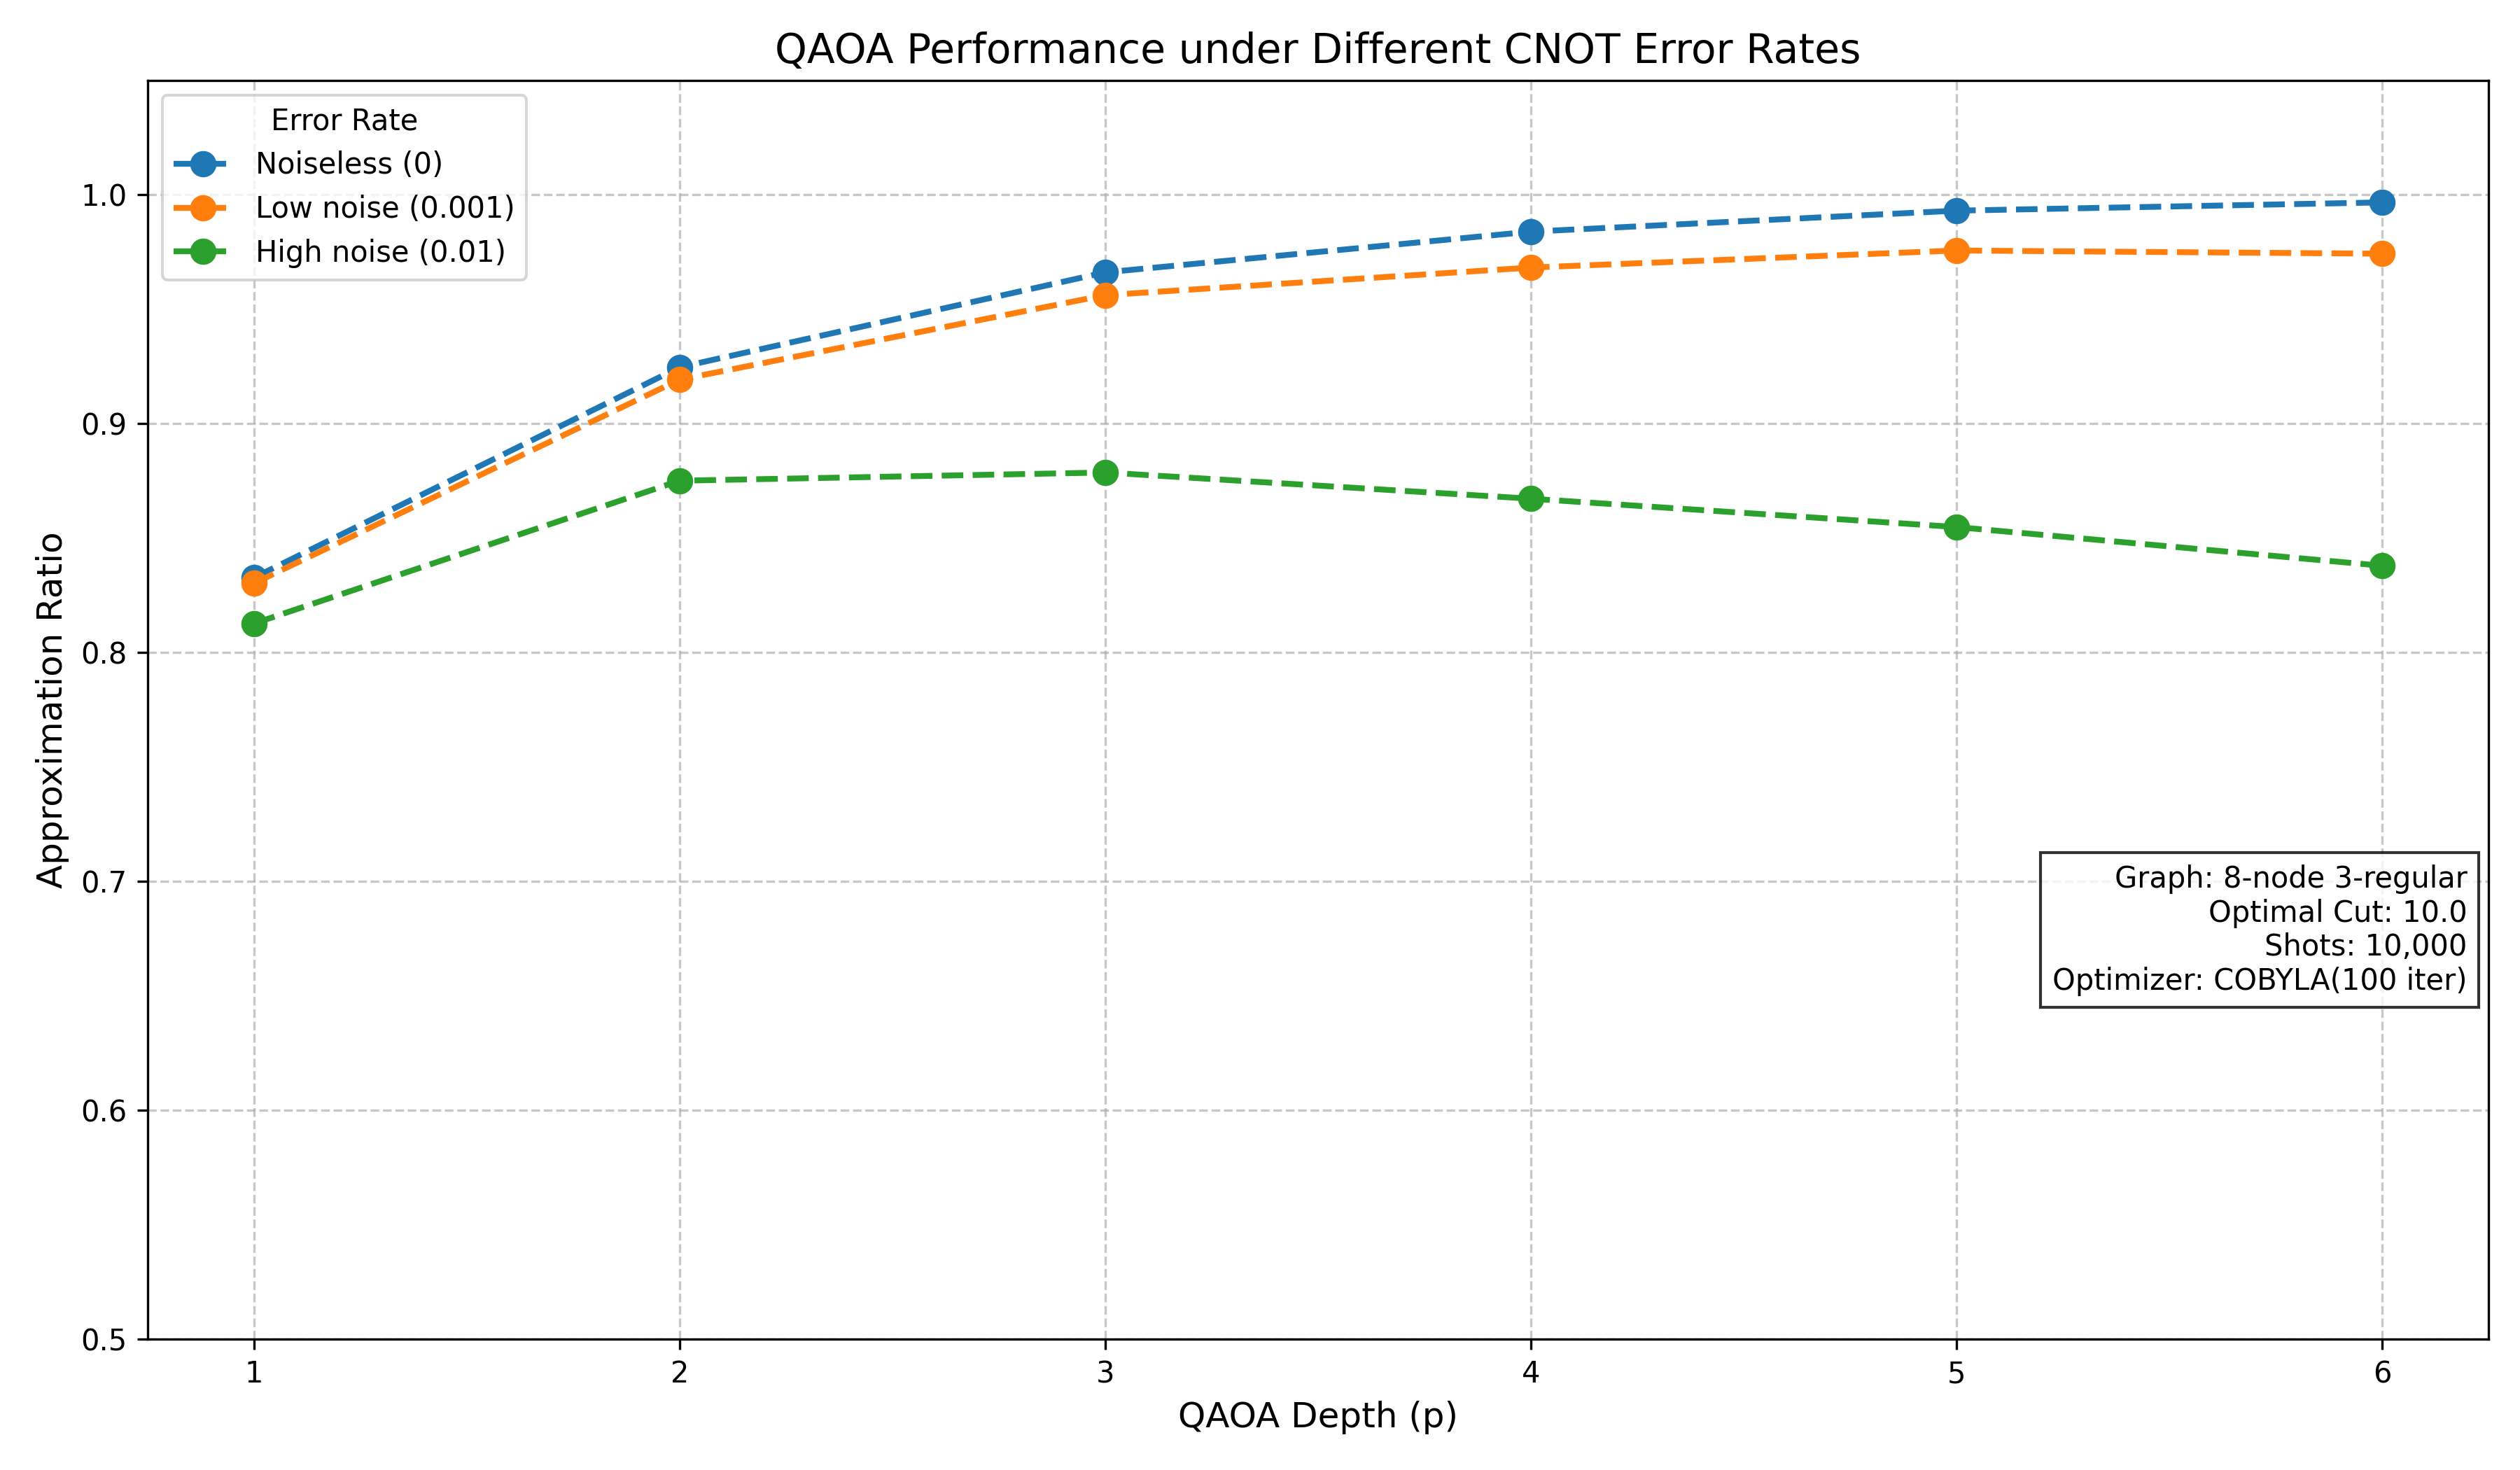 QAOA Performance under Different CNOT Error Rates
Error Rate
Noiseless (0)
Low noise (0.001)
High noise (0.01)
Approximation Ratio
1.0
0.9
0.8
0.7
0.6
0.5
Graph: 8-node 3-regular
Optimal Cut: 10.0
Shots: 10,000
Optimizer: COBYLA(100 iter)
1 2 3 4 5 6
QAOA Depth (p)